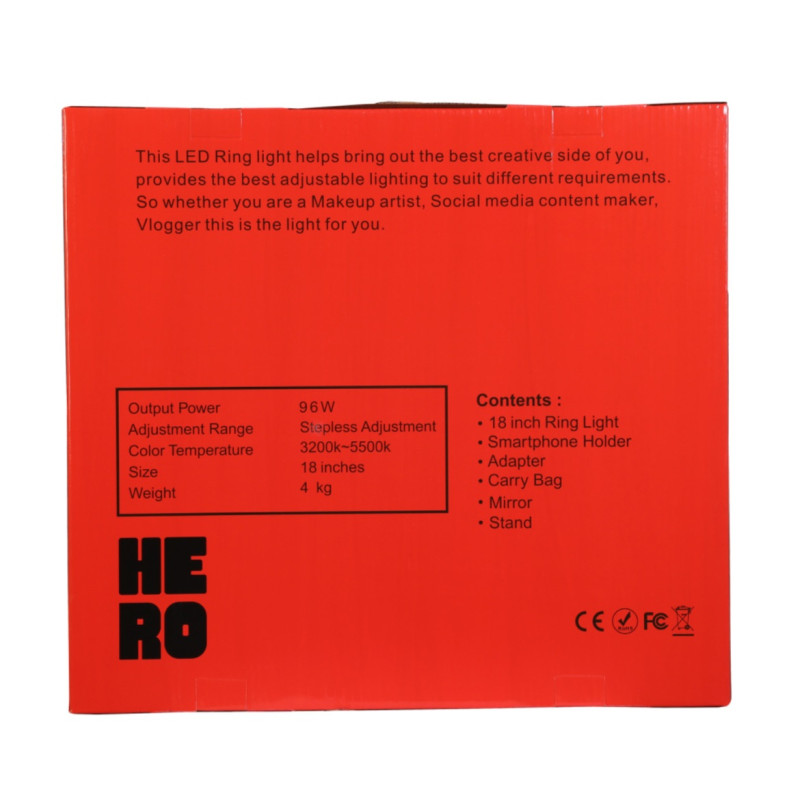 This LED Ring light helps bring out the best creative side of you,
provides the best adjustable lighting to suit different requirements.
So whether you are a Makeup artist, Social media content maker,
Vlogger this is the light for you.
Output Power 96W
Adjustment Range Stepless Adjustment
Color Temperature 3200k~5500k
Size 18 inches
Weight 4 kg
Contents :
• 18 inch Ring Light
• Smartphone Holder
• Adapter
• Carry Bag
• Mirror
• Stand
HE
RO
CE RoHS FC